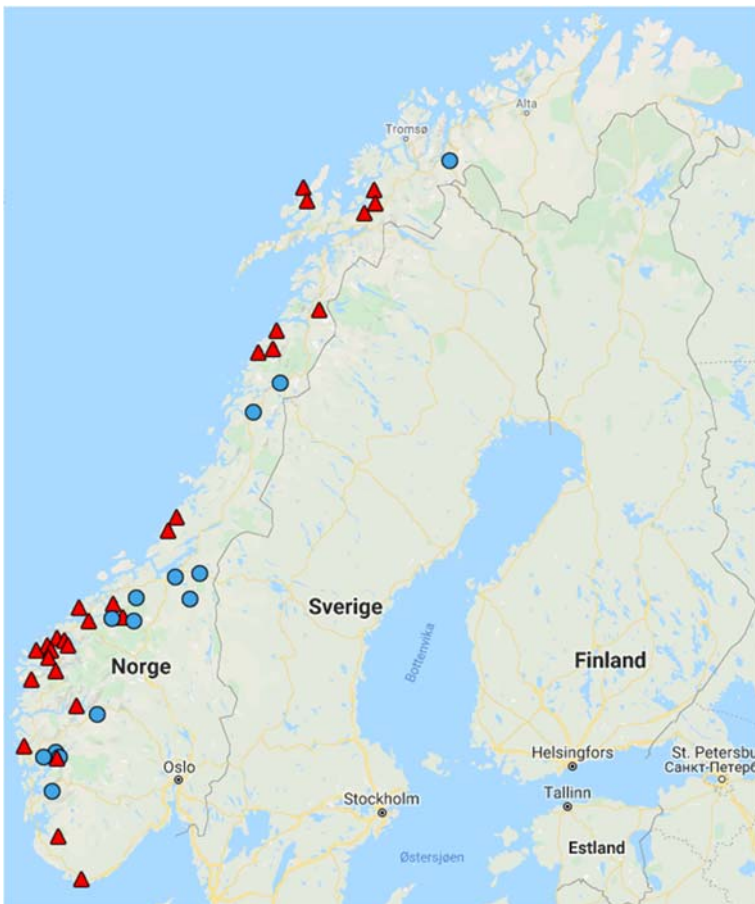 Alta
Tromsø
Sverige
Bottenvika
Norge
Finland
Helsingfors
St. Petersbu
Санкт-Петерб
Oslo
Tallinn
Stockholm
Estland
Østersjøen